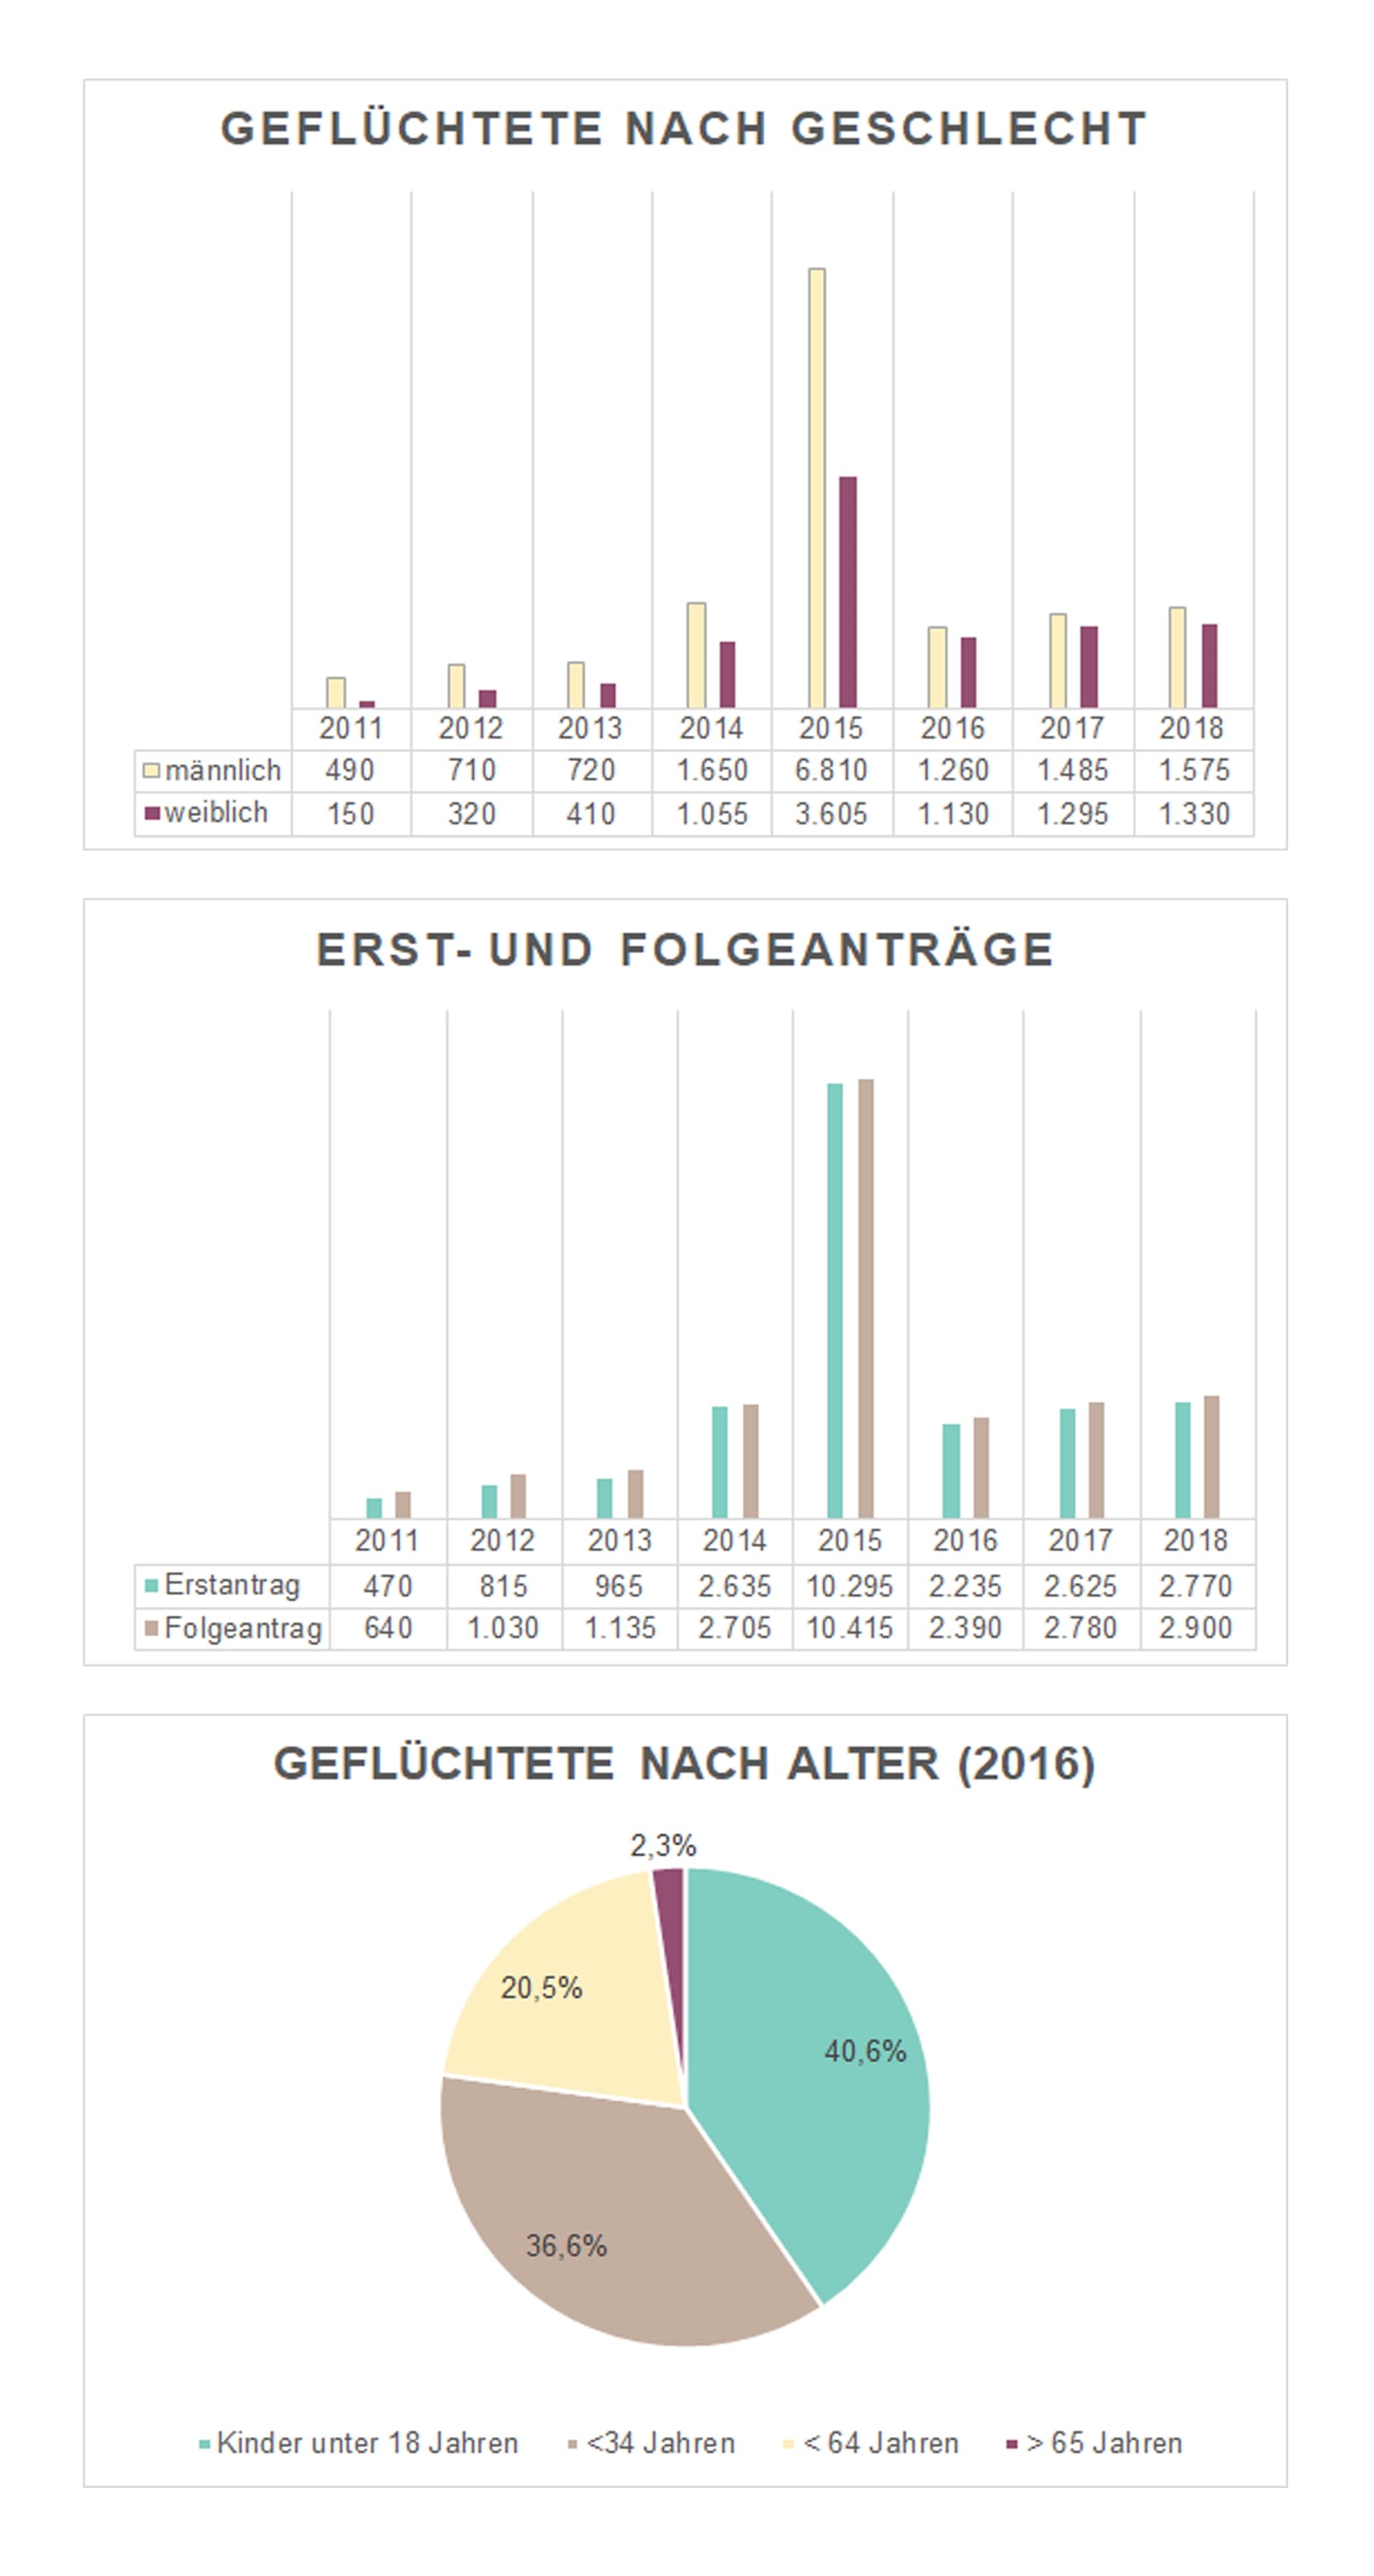 GEFLÜCHTETE NACH GESCHLECHT
2011 2012 2013 2014 2015 2016 2017 2018
männlich 490 710 720 1.650 6.810 1.260 1.485 1.575
weiblich 150 320 410 1.055 3.605 1.130 1.295 1.330
ERST- UND FOLGEANTRÄGE
2011 2012 2013 2014 2015 2016 2017 2018
Erstantrag 470 815 965 2.635 10.295 2.235 2.625 2.770
Folgeantrag 640 1.030 1.135 2.705 10.415 2.390 2.780 2.900
GEFLÜCHTETE NACH ALTER (2016)
2,3%
20,5%
40,6%
36,6%
Kinder unter 18 Jahren <34 Jahren < 64 Jahren > 65 Jahren